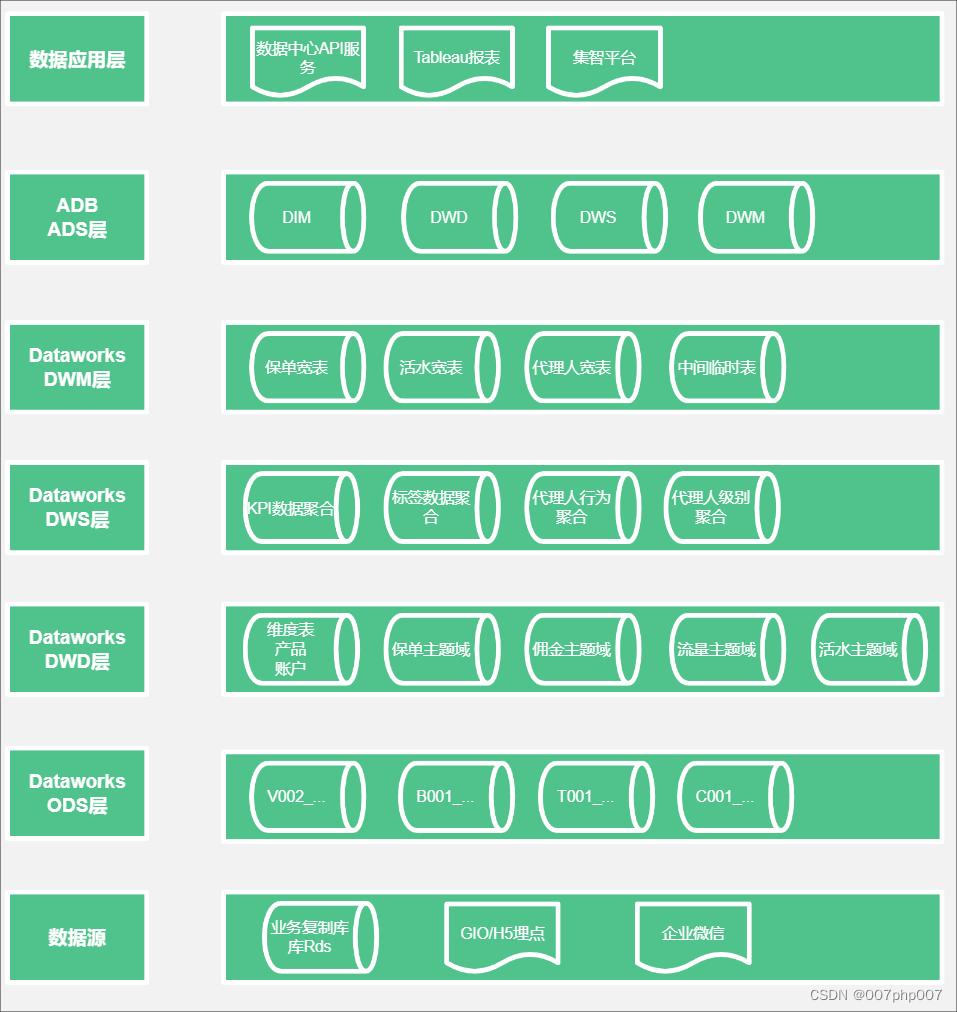 数据应用层
数据中心API服
务
Tableau报表
集智平台
ADB
ADS层
DIM
DWD
DWS
DWM
Dataworks
DWM层
保单宽表
活水宽表
代理人宽表
中间临时表
Dataworks
DWS层
KPI数据聚合
标签数据聚
合
代理人行为
聚合
代理人级别
聚合
Dataworks
DWD层
维度表
产品
账户
保单主题域
佣金主题域
流量主题域
活水主题域
Dataworks
ODS层
V002_...
B001_...
T001_...
C001_...
数据源
业务复制库
库Rds
GIO/H5埋点
企业微信
CSDN @007php007